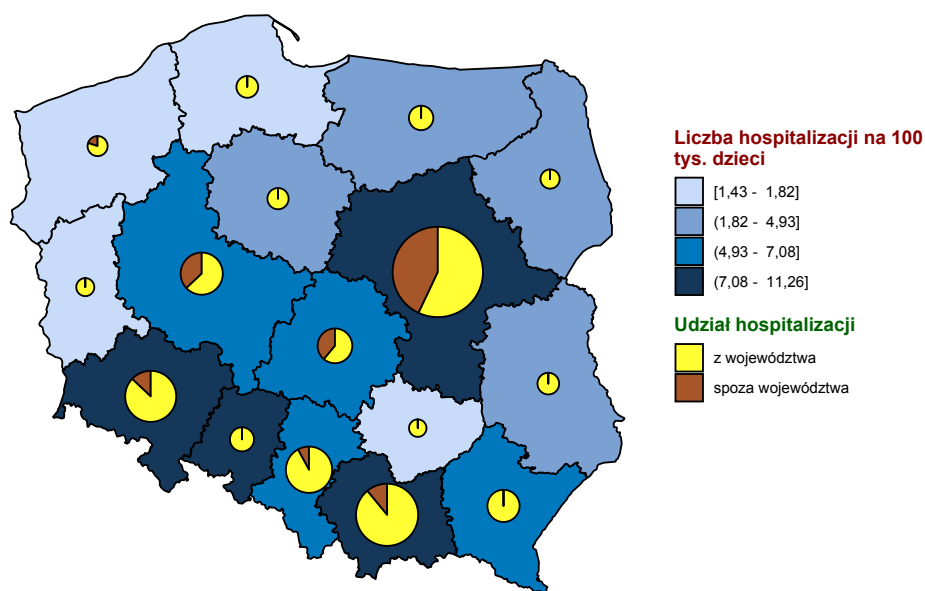 Liczba hospitalizacji na 100
tys. dzieci
[1,43 - 1,82]
(1,82 - 4,93]
(4,93 - 7,08]
(7,08 - 11,26]
Udział hospitalizacji
z województwa
spoza województwa